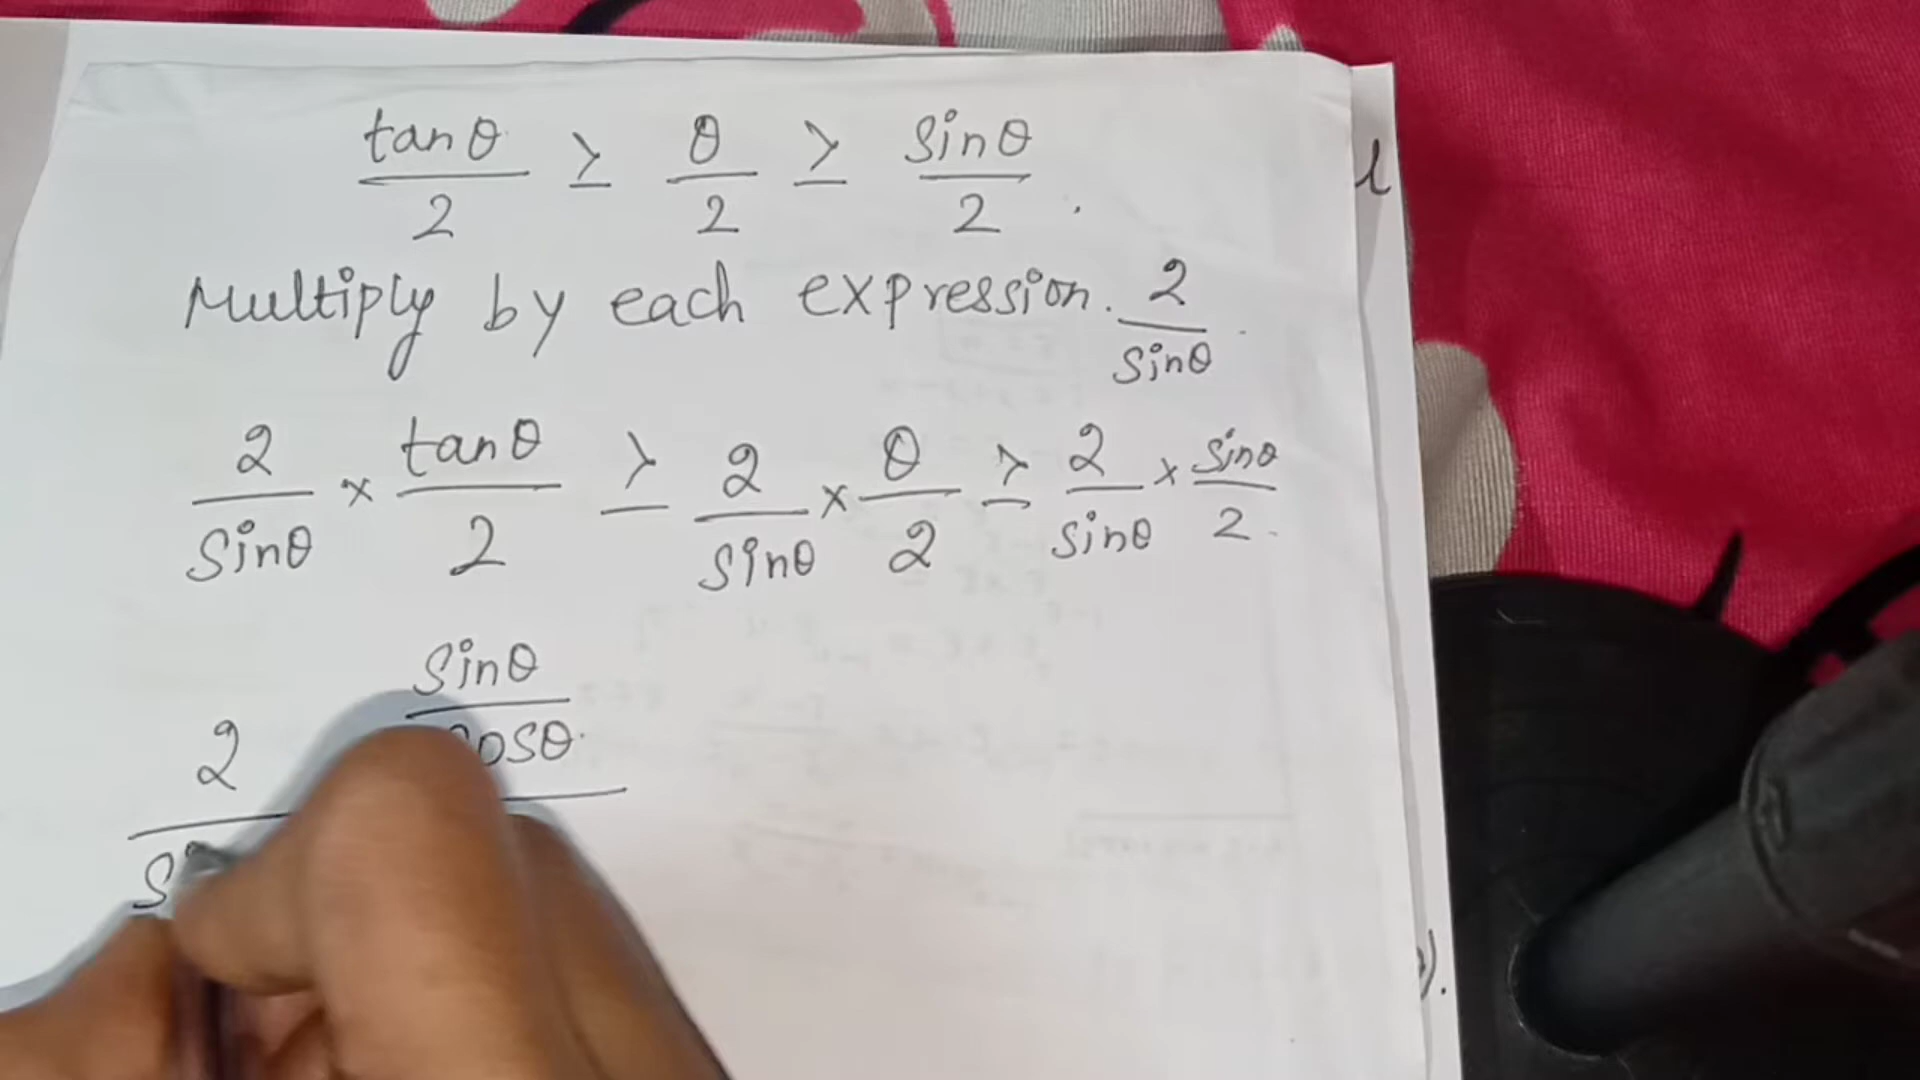 tanθ/2 ≥ θ/2 ≥ sinθ/2.
Multiply by each expression. 2/sinθ.
2/sinθ × tanθ/2 ≥ 2/sinθ × θ/2 ≥ 2/sinθ × sinθ/2.
2 sinθ/cosθ.